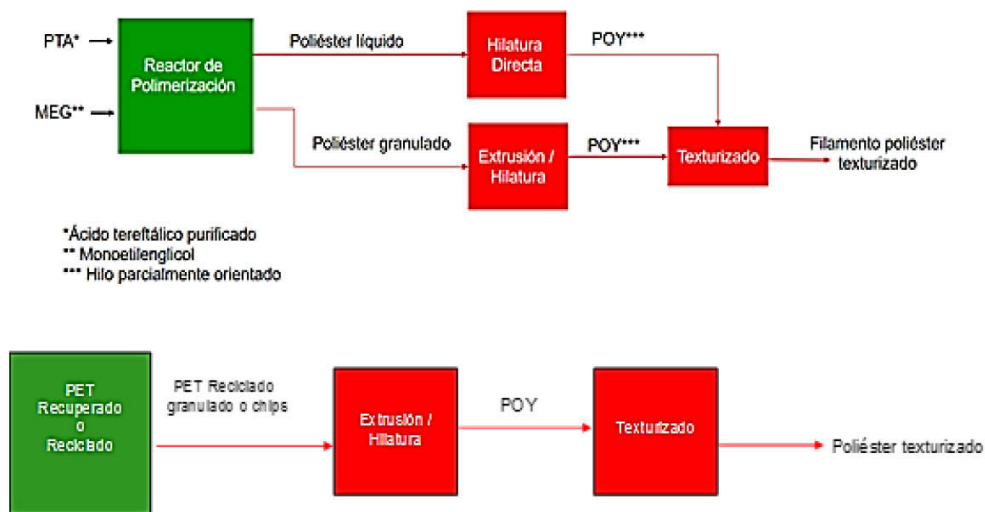 PTA*
MEG**
Reactor de
Polimerización
Poliéster líquido
Poliéster granulado
Hilatura
Directa
Extrusión /
Hilatura
POY***
POY***
Texturizado
Filamento poliéster
texturizado
*Ácido tereftálico purificado
** Monoetilenglicol
*** Hilo parcialmente orientado
PET
Recuperado
o
Reciclado
PET Reciclado
granulado o chips
Extrusión /
Hilatura
POY
Texturizado
Poliéster texturizado